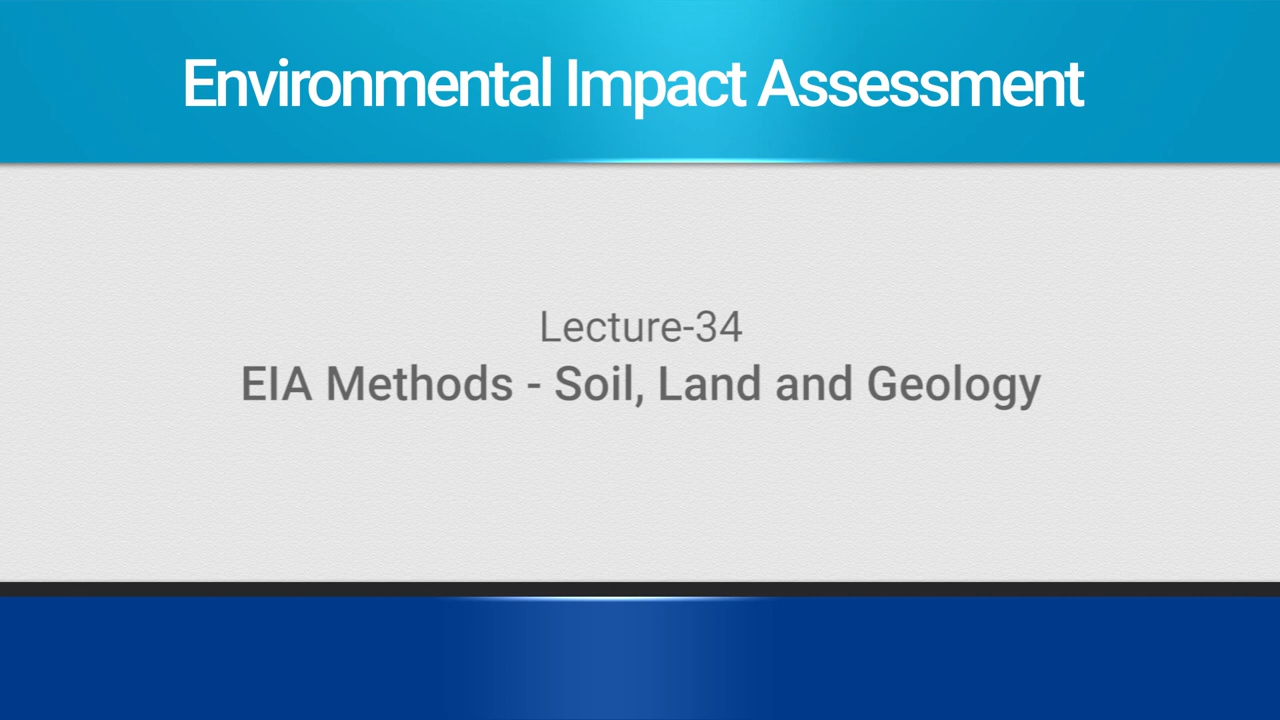 Environmental Impact Assessment
Lecture-34
EIA Methods - Soil, Land and Geology